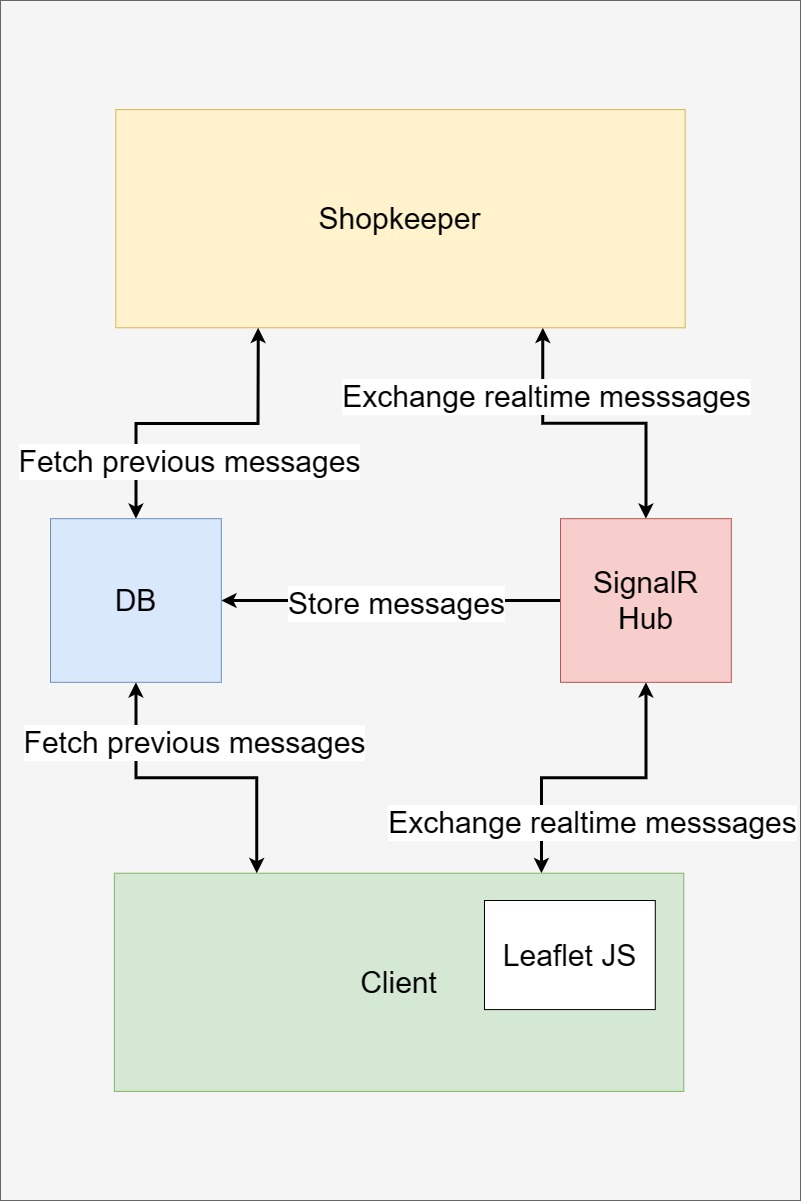 Shopkeeper
Exchange realtime messsages
Fetch previous messages
DB
SignalR
Hub
Store messages
Fetch previous messages
Exchange realtime messsages
Leaflet JS
Client